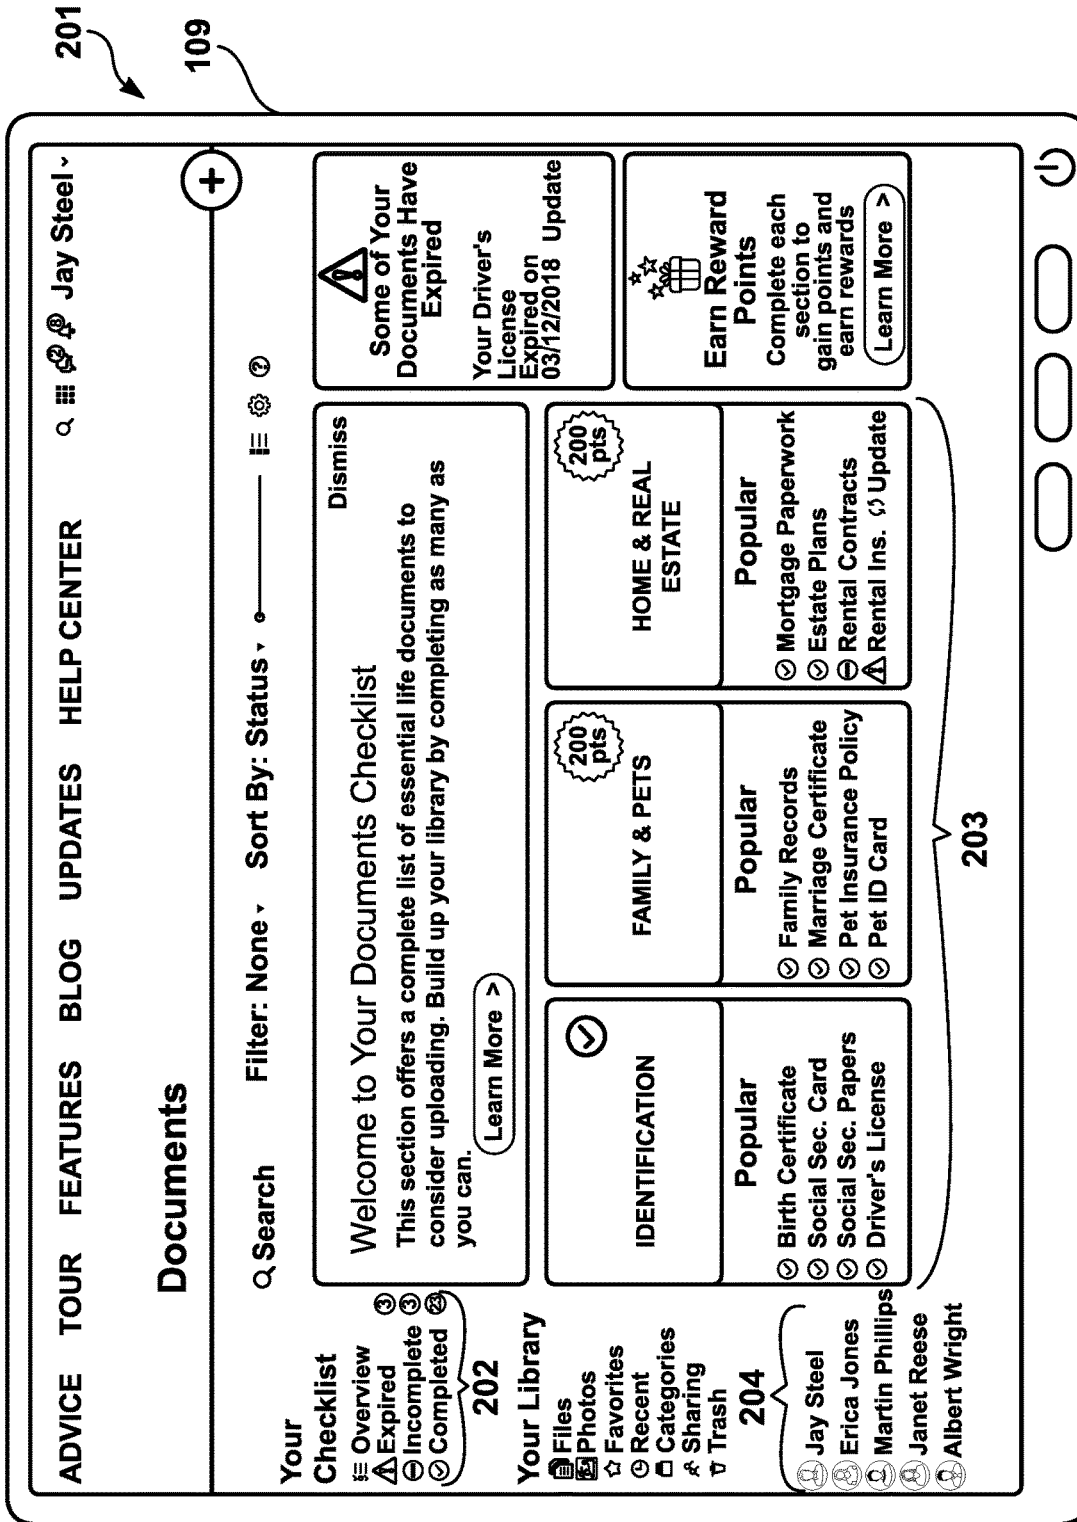 201
109
ADVICE TOUR FEATURES BLOG UPDATES HELP CENTER 2 8 Jay Steel
Documents
+
Search Filter: None Sort By: Status ?
Your
Checklist
Overview
Expired 3
Incomplete 3
Completed 23
202
Your Library
Files
Photos
Favorites
Recent
Categories
Sharing
Trash
204
Jay Steel
Erica Jones
Martin Phillips
Janet Reese
Albert Wright
Dismiss
Welcome to Your Documents Checklist
This section offers a complete list of essential life documents to
consider uploading. Build up your library by completing as many as
you can.
Learn More >
IDENTIFICATION
Popular
Birth Certificate
Social Sec. Card
Social Sec. Papers
Driver's License
200
pts
FAMILY & PETS
Popular
Family Records
Marriage Certificate
Pet Insurance Policy
Pet ID Card
200
pts
HOME & REAL
ESTATE
Popular
Mortgage Paperwork
Estate Plans
Rental Contracts
Rental Ins. Update
203
Some of Your
Documents Have
Expired
Your Driver's
License
Expired on
03/12/2018 Update
Earn Reward
Points
Complete each
section to
gain points and
earn rewards
Learn More >